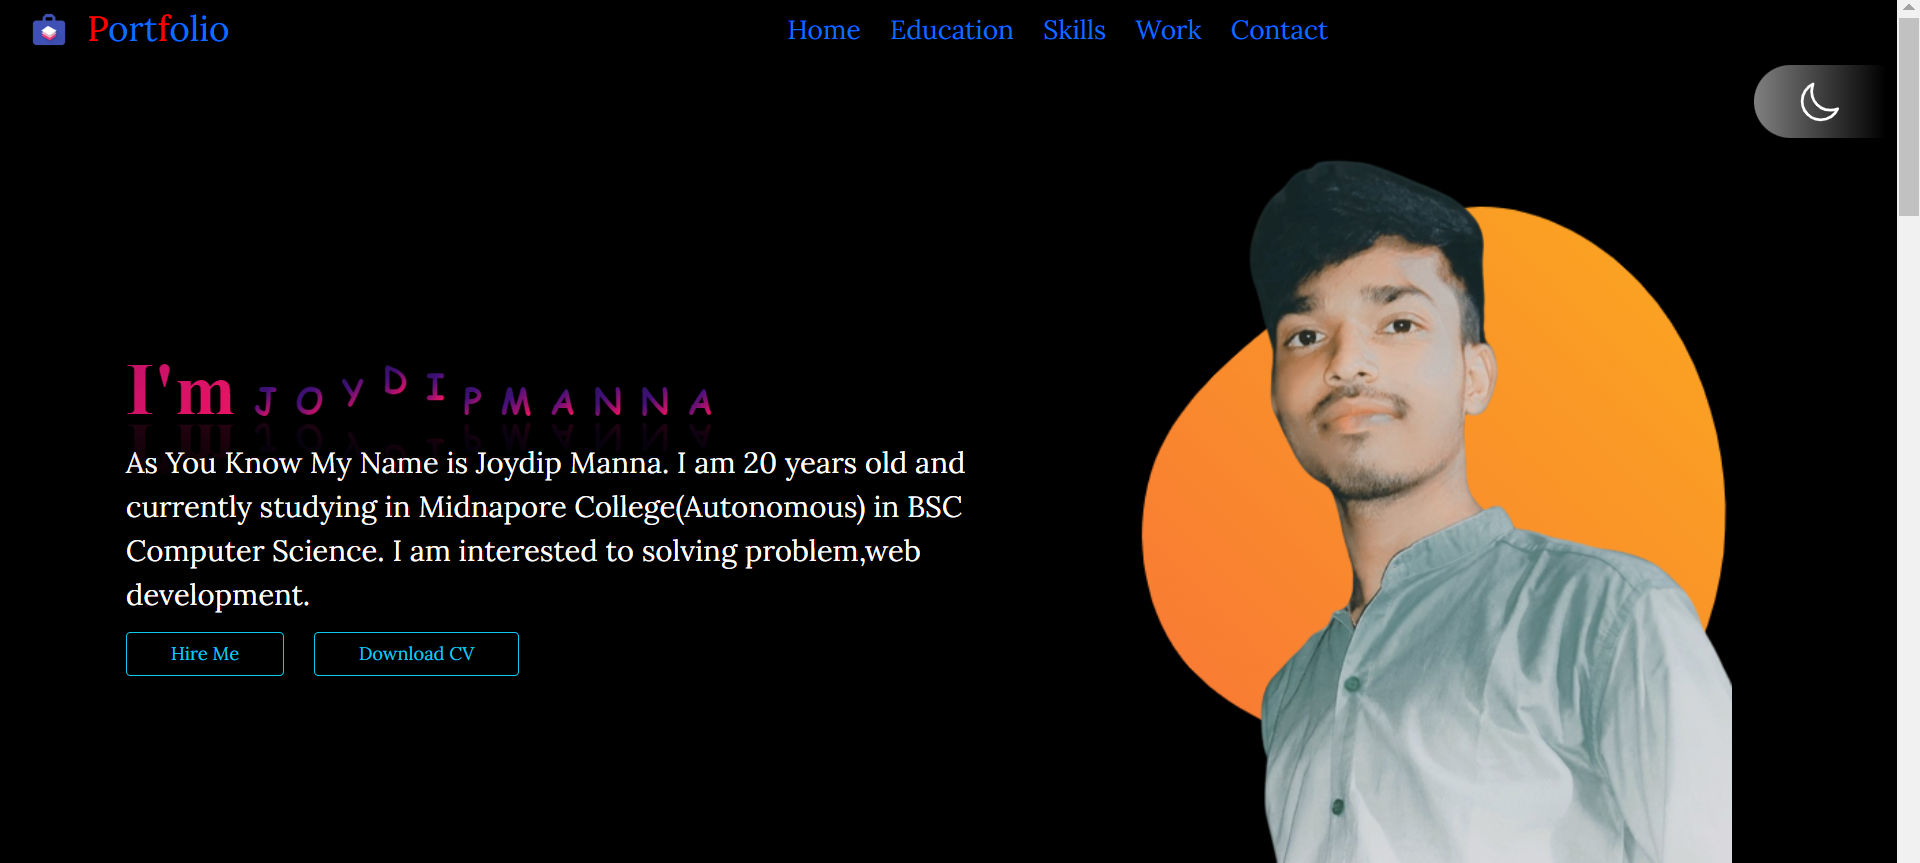 Portfolio
Home Education Skills Work Contact
I'm JOYDIPMANNA
As You Know My Name is Joydip Manna. I am 20 years old and
currently studying in Midnapore College(Autonomous) in BSC
Computer Science. I am interested to solving problem,web
development.
Hire Me Download CV